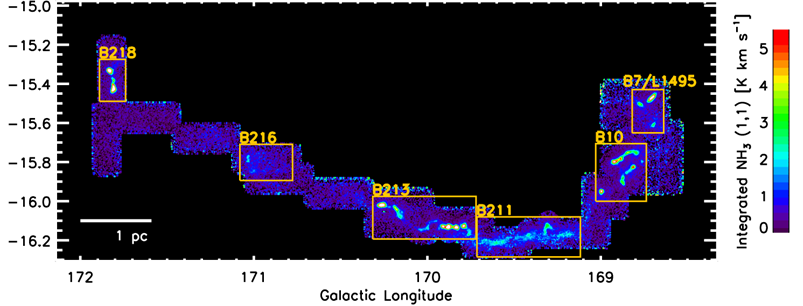 −15.0
−15.2
B218
−15.4
B7/L1495
−15.6
B216
B10
−15.8
−16.0
B213
B211
−16.2
1 pc
172
171
170
169
Galactic Longitude
5
4
3
2
1
0
Integrated NH₃ (1,1) [K km s⁻¹]